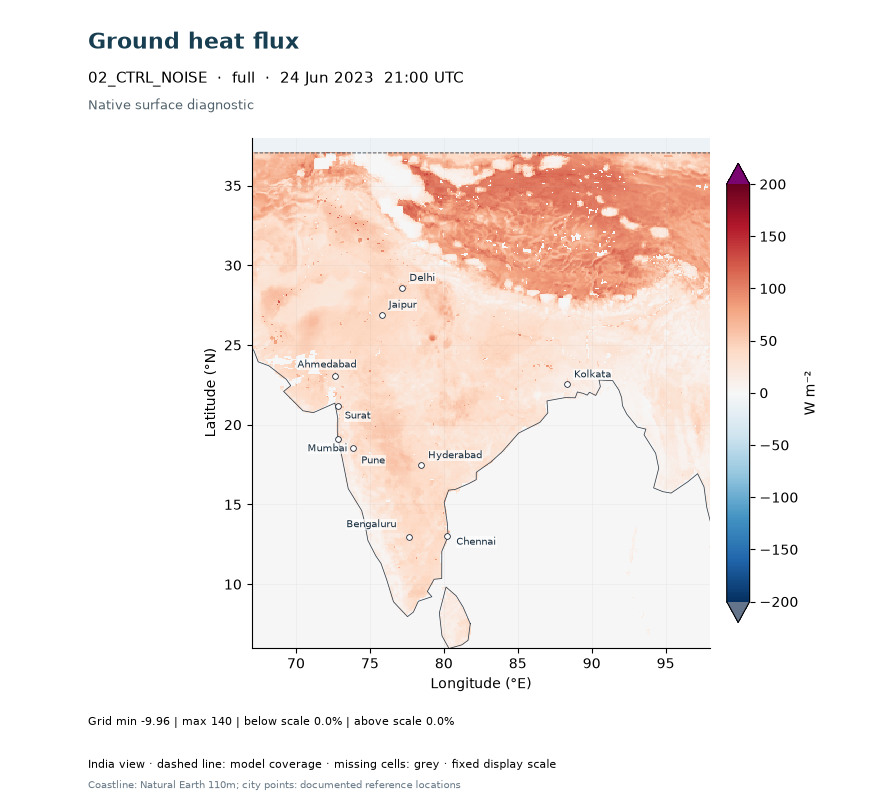 Ground heat flux
02_CTRL_NOISE · full · 24 Jun 2023 21:00 UTC
Native surface diagnostic
35
30
25
20
15
10
Latitude (°N)
Delhi
Jaipur
Ahmedabad
Kolkata
Surat
Mumbai
Pune
Hyderabad
Bengaluru
Chennai
70 75 80 85 90 95
Longitude (°E)
200
150
100
50
0
−50
−100
−150
−200
W m⁻²
Grid min -9.96 | max 140 | below scale 0.0% | above scale 0.0%
India view · dashed line: model coverage · missing cells: grey · fixed display scale
Coastline: Natural Earth 110m; city points: documented reference locations